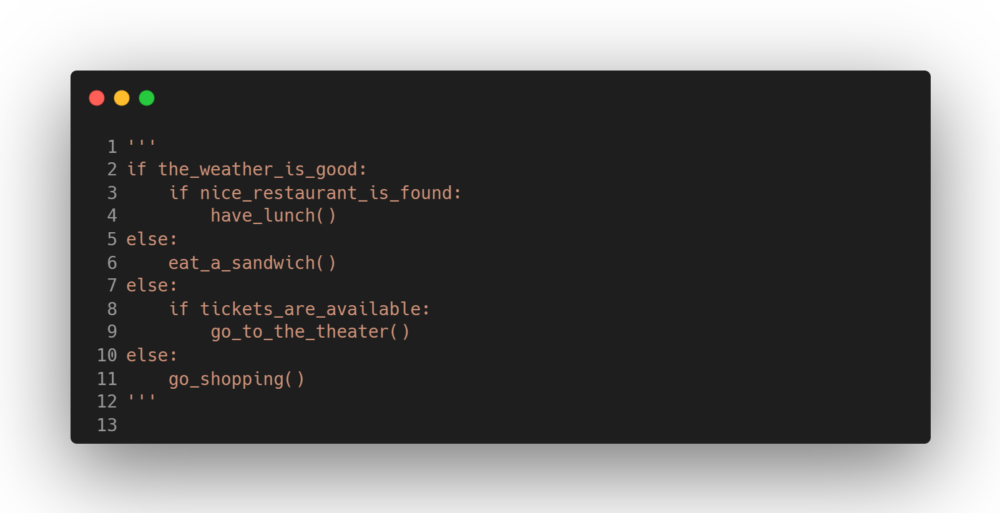 1 '''
2 if the_weather_is_good:
3     if nice_restaurant_is_found:
4         have_lunch()
5 else:
6     eat_a_sandwich()
7 else:
8     if tickets_are_available:
9         go_to_the_theater()
10 else:
11     go_shopping()
12 '''
13